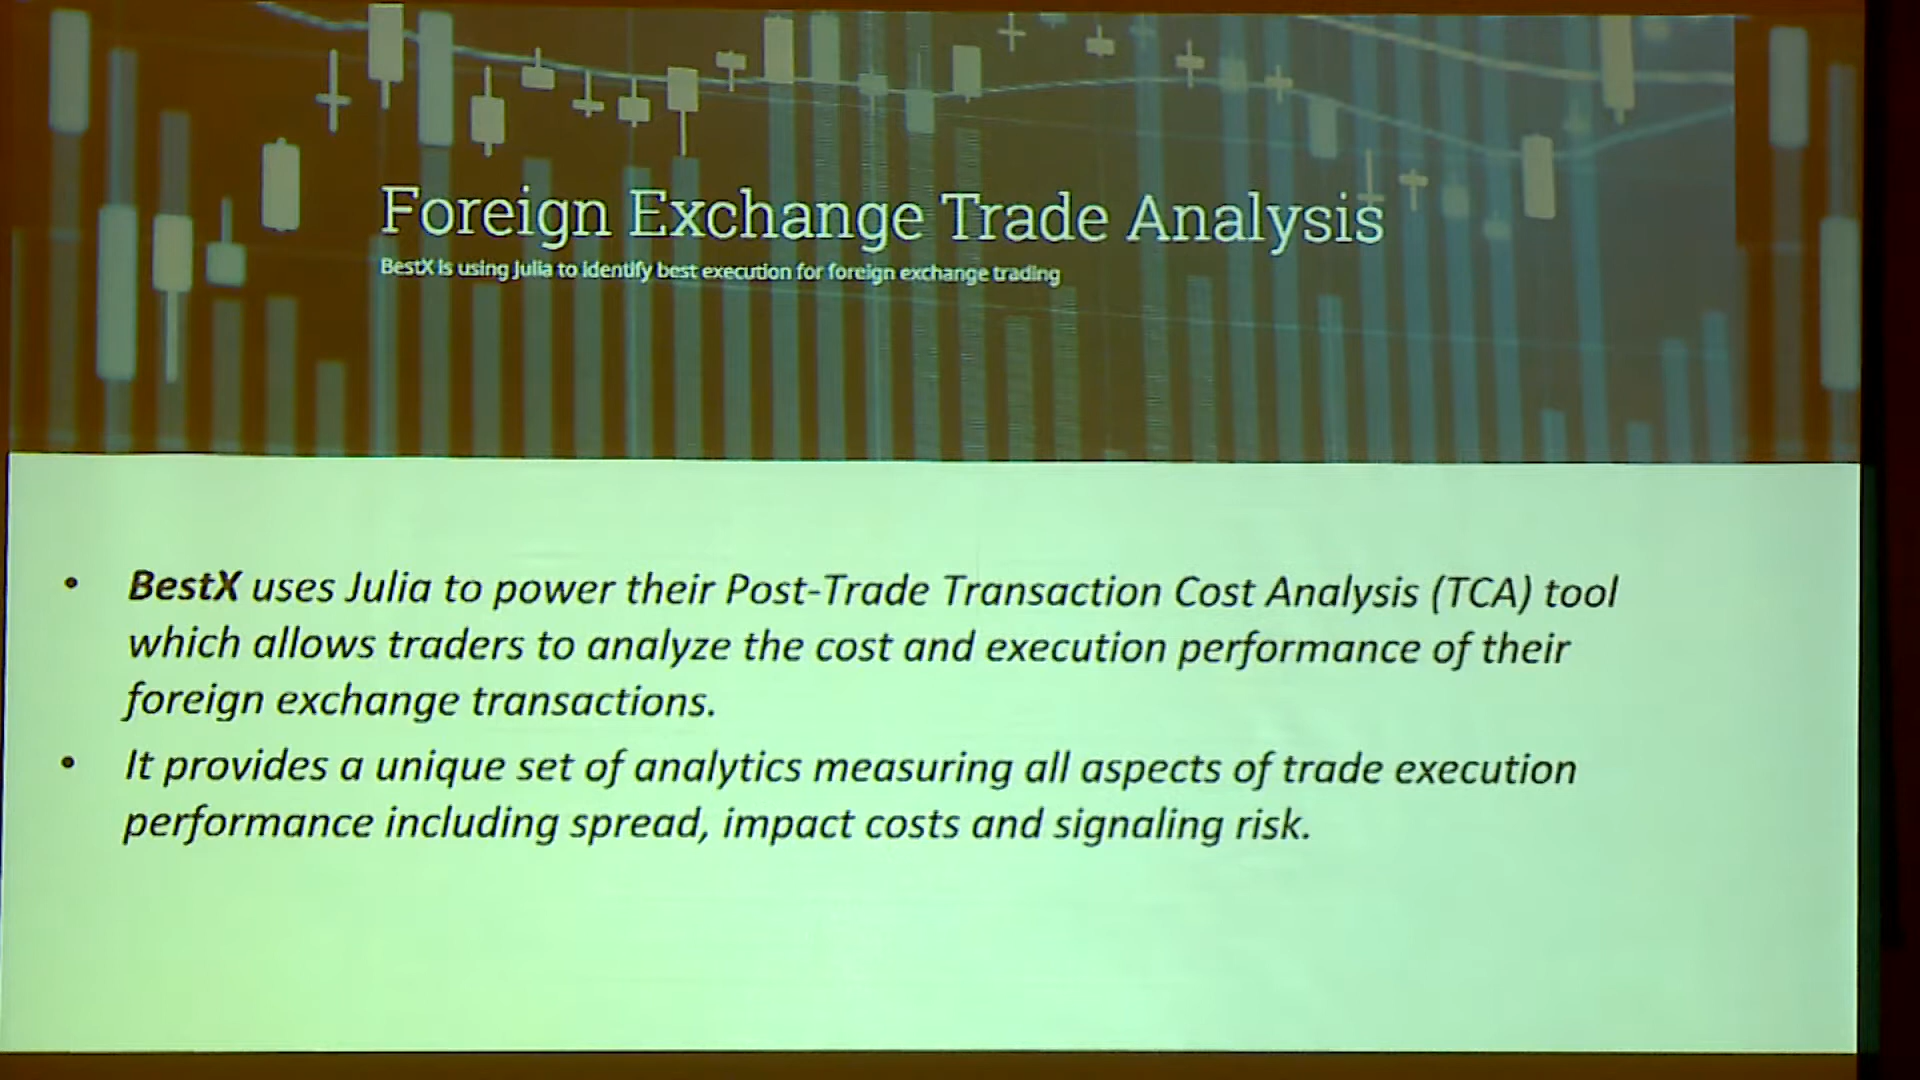 Foreign Exchange Trade Analysis
BestX is using Julia to identify best execution for foreign exchange trading
• BestX uses Julia to power their Post-Trade Transaction Cost Analysis (TCA) tool
which allows traders to analyze the cost and execution performance of their
foreign exchange transactions.
• It provides a unique set of analytics measuring all aspects of trade execution
performance including spread, impact costs and signaling risk.